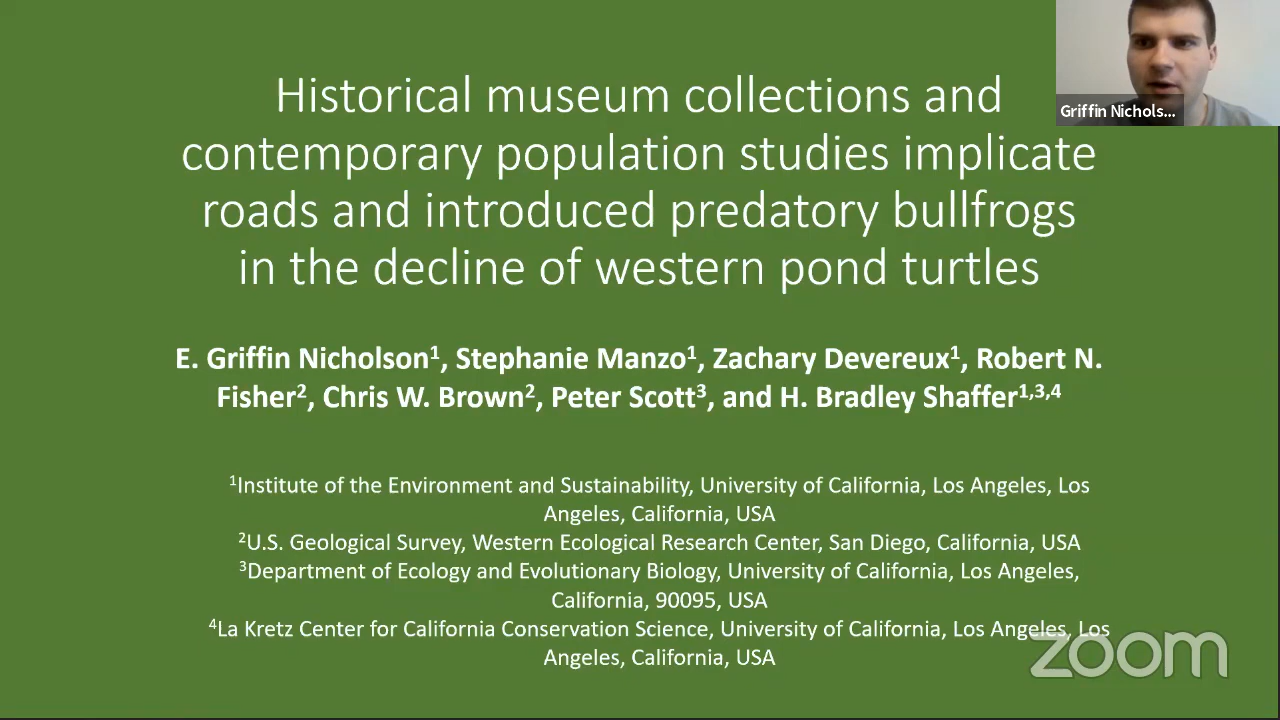 Historical museum collections and
contemporary population studies implicate
roads and introduced predatory bullfrogs
in the decline of western pond turtles
Griffin Nichols...
E. Griffin Nicholson¹, Stephanie Manzo¹, Zachary Devereux¹, Robert N.
Fisher², Chris W. Brown², Peter Scott³, and H. Bradley Shaffer¹,³,⁴
¹Institute of the Environment and Sustainability, University of California, Los Angeles, Los
Angeles, California, USA
²U.S. Geological Survey, Western Ecological Research Center, San Diego, California, USA
³Department of Ecology and Evolutionary Biology, University of California, Los Angeles,
California, 90095, USA
⁴La Kretz Center for California Conservation Science, University of California, Los Angeles, Los
Angeles, California, USA
zoom